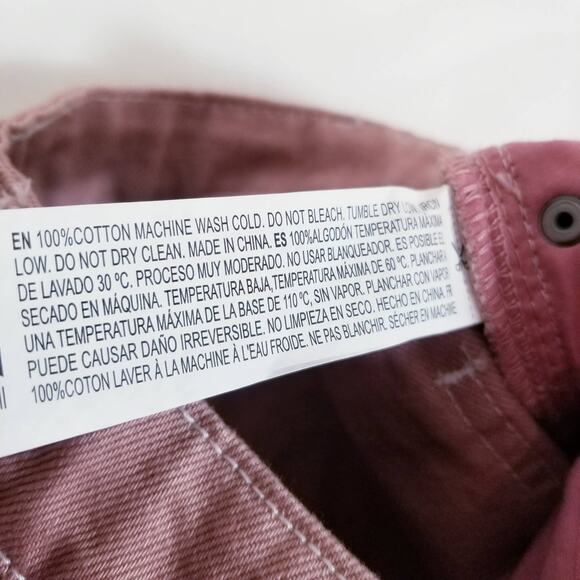 EN 100%COTTON MACHINE WASH COLD. DO NOT BLEACH. TUMBLE DRY LOW. IRON
LOW. DO NOT DRY CLEAN. MADE IN CHINA. ES 100%ALGODÓN TEMPERATURA MÁXIMA
DE LAVADO 30 ºC. PROCESO MUY MODERADO. NO USAR BLANQUEADOR. ES POSIBLE EL
SECADO EN MÁQUINA. TEMPERATURA BAJA,TEMPERATURA MÁXIMA DE 60 ºC. PLANCHAR A
UNA TEMPERATURA MÁXIMA DE LA BASE DE 110 ºC, SIN VAPOR. PLANCHAR CON VAPOR
PUEDE CAUSAR DAÑO IRREVERSIBLE. NO LIMPIEZA EN SECO. HECHO EN CHINA. FR
100%COTON LAVER À LA MACHINE À L'EAU FROIDE. NE PAS BLANCHIR. SÉCHER EN MACHINE